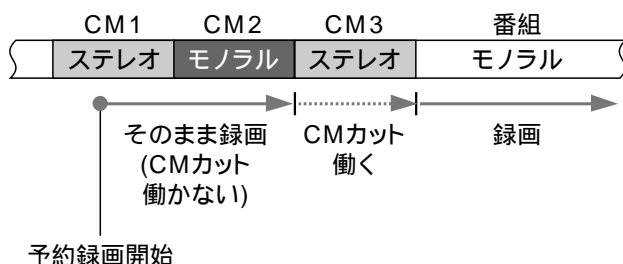 CM1 CM2 CM3 番組
ステレオ モノラル ステレオ モノラル
そのまま録画
(CMカット
働かない)
CMカット
働く
録画
予約録画開始